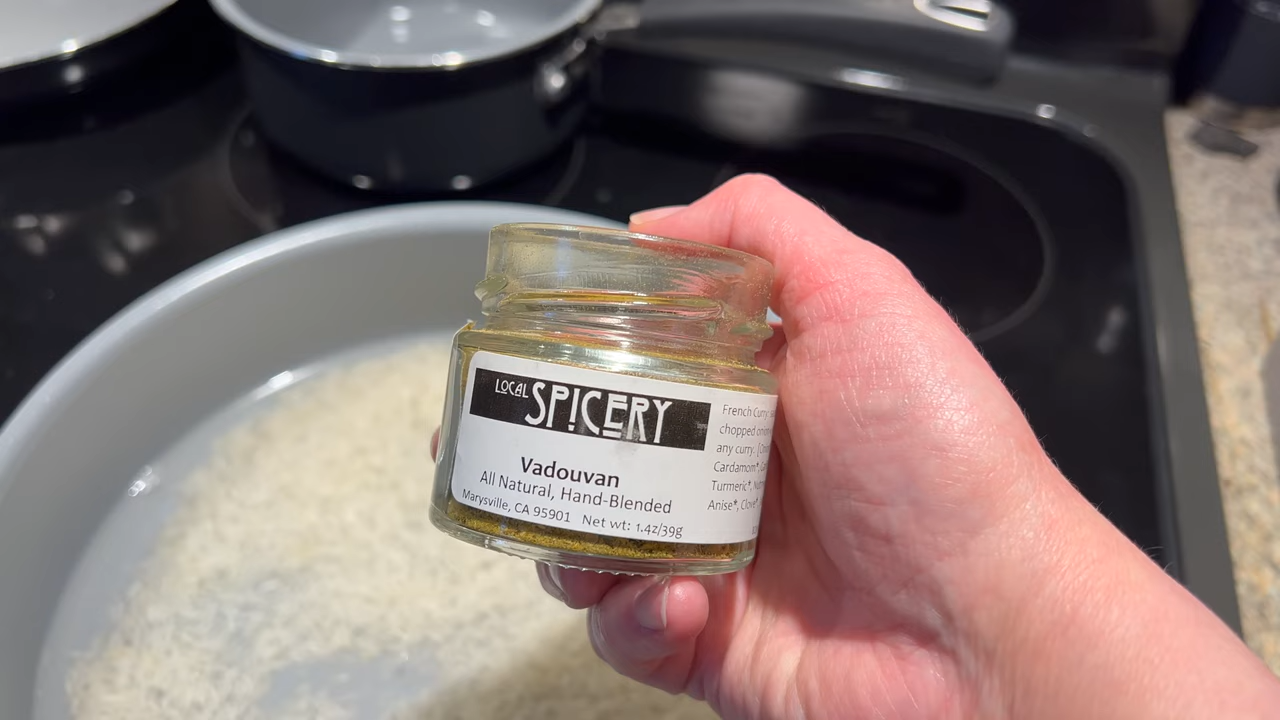 LOCAL SPICERY
Vadouvan
All Natural, Hand-Blended
Marysville, CA 95901 Net wt: 1.4z/39g
French Curry:
chopped
any curry.
Cardamom*,
Turmeric*,
Anise*, Clove*